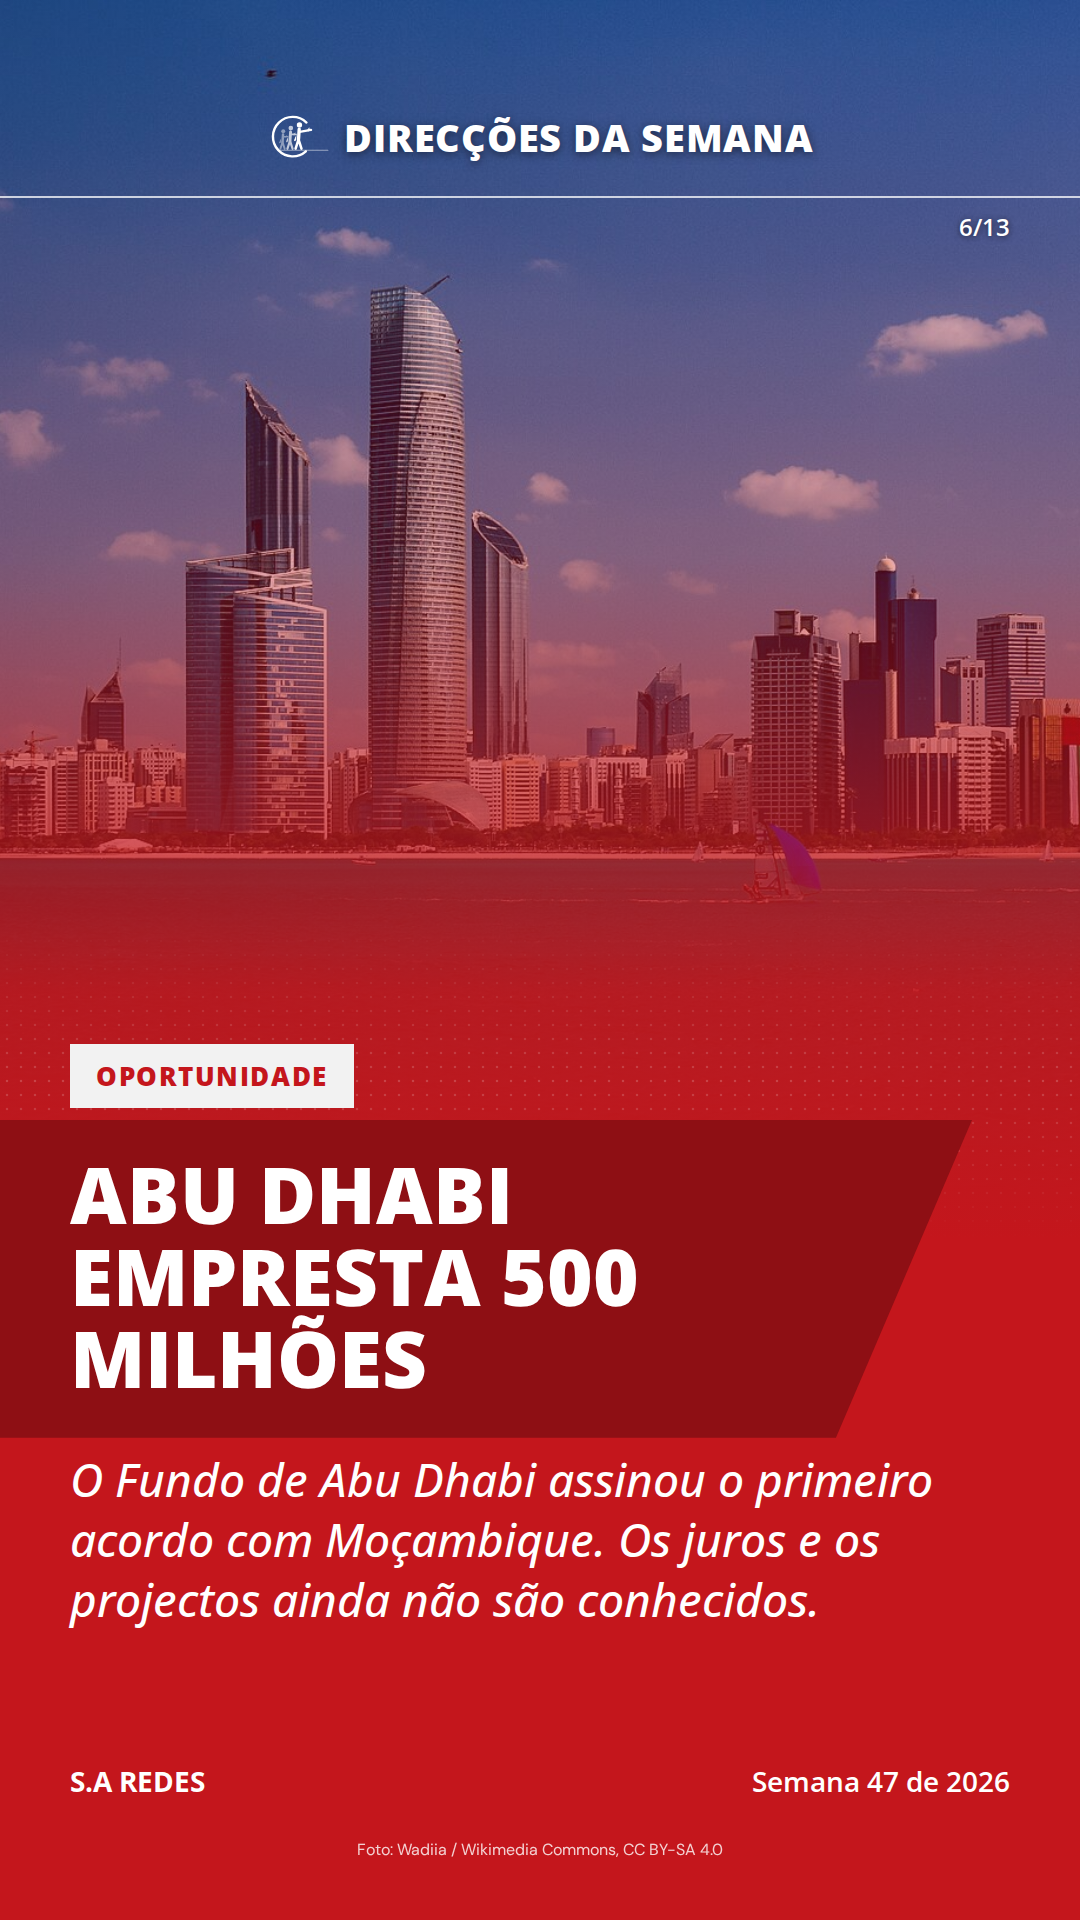 DIRECÇÕES DA SEMANA
6/13
OPORTUNIDADE
ABU DHABI
EMPRESTA 500
MILHÕES
O Fundo de Abu Dhabi assinou o primeiro
acordo com Moçambique. Os juros e os
projectos ainda não são conhecidos.
S.A REDES
Semana 47 de 2026
Foto: Wadiia / Wikimedia Commons, CC BY-SA 4.0